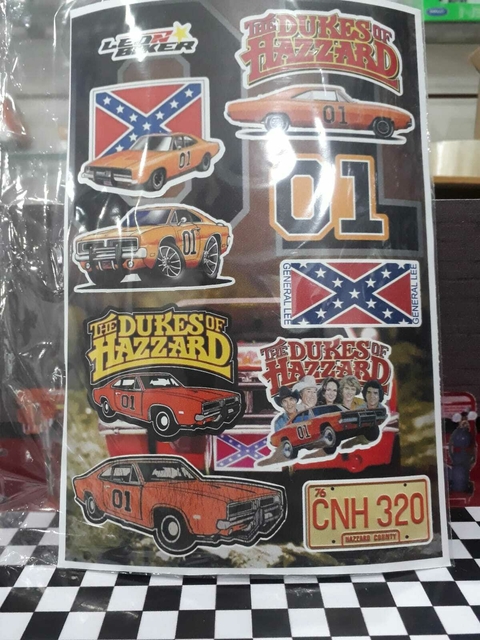 LEON
BIKER
THE DUKES OF
HAZZARD
01
01
01
01
GENERAL LEE
GENERAL LEE
THE DUKES OF
HAZZARD
01
THE DUKES OF
HAZZARD
01
01
76
CNH 320
HAZZARD COUNTY